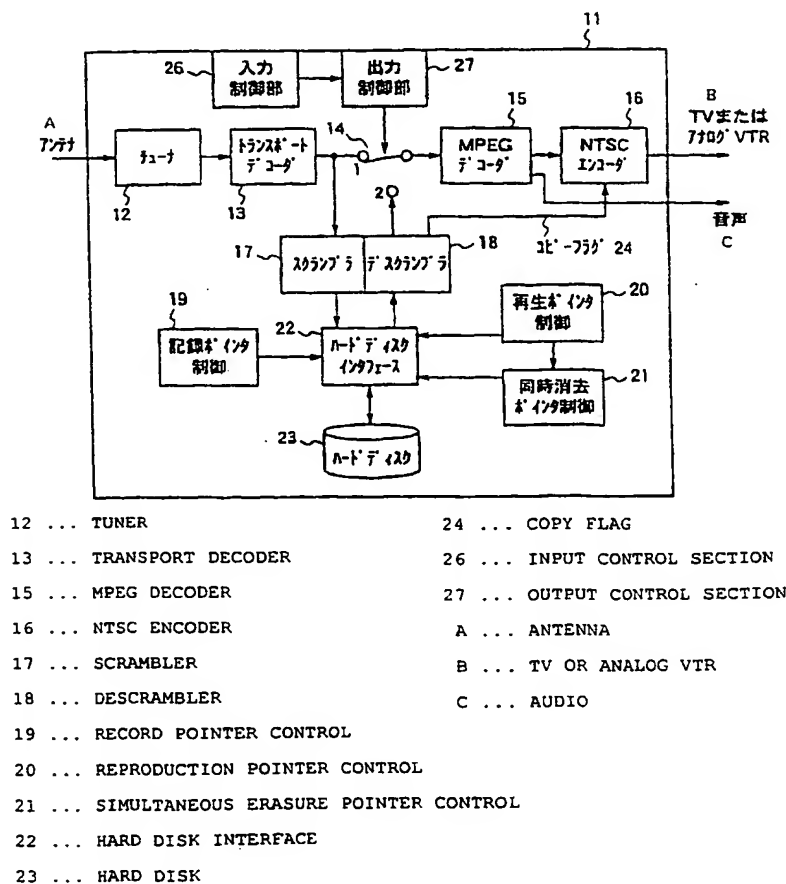 11
26
入力
制御部
出力
制御部
27
A
アンテナ
チューナ
12
トランスポート
デコーダ
13
14
1
2
15
MPEG
デコーダ
16
NTSC
エンコーダ
B
TVまたは
アナログVTR
音声
C
17
スクランブラ
デスクランブラ
18
コピーフラグ 24
19
記録ポインタ
制御
22
ハードディスク
インタフェース
再生ポインタ
制御
20
同時消去
ポインタ制御
21
23
ハードディスク
12 ... TUNER
13 ... TRANSPORT DECODER
15 ... MPEG DECODER
16 ... NTSC ENCODER
17 ... SCRAMBLER
18 ... DESCRAMBLER
19 ... RECORD POINTER CONTROL
20 ... REPRODUCTION POINTER CONTROL
21 ... SIMULTANEOUS ERASURE POINTER CONTROL
22 ... HARD DISK INTERFACE
23 ... HARD DISK
24 ... COPY FLAG
26 ... INPUT CONTROL SECTION
27 ... OUTPUT CONTROL SECTION
A ... ANTENNA
B ... TV OR ANALOG VTR
C ... AUDIO